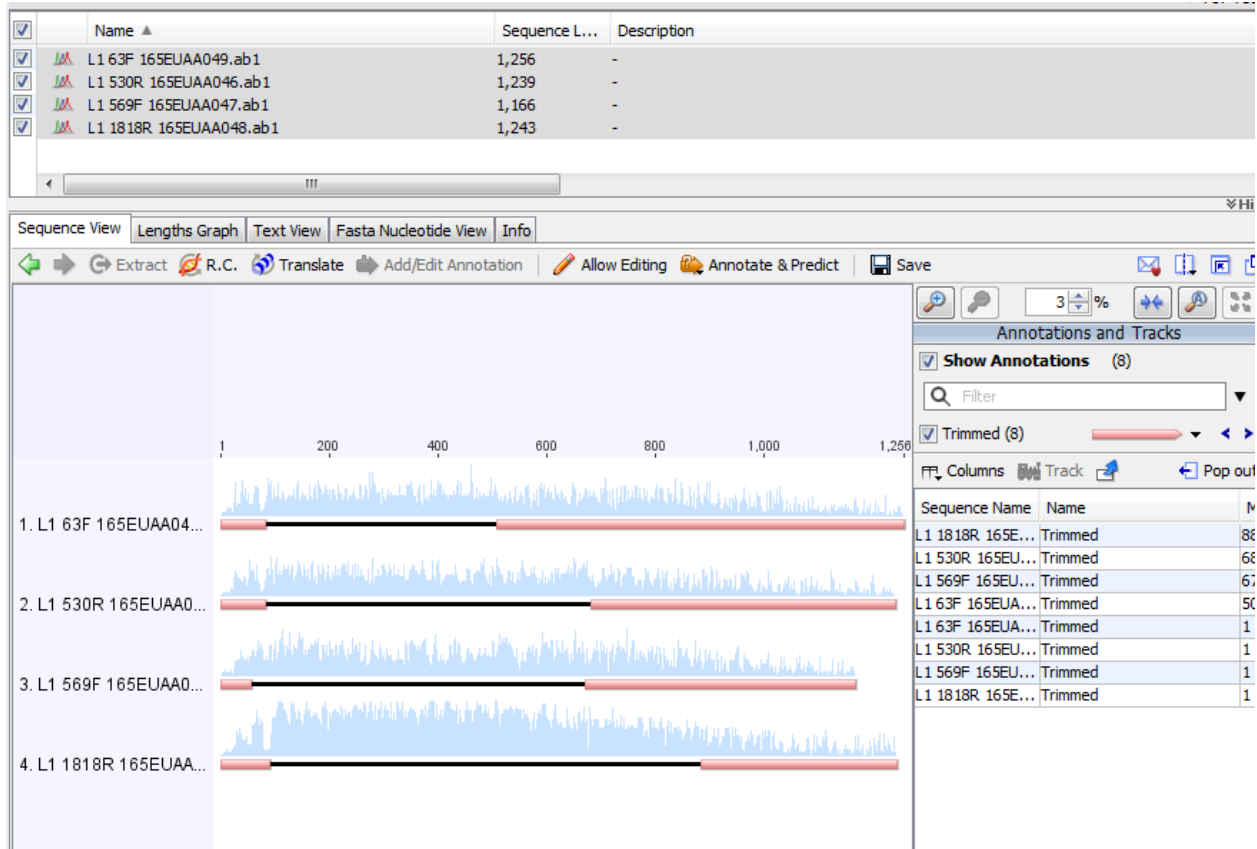 Name Sequence L... Description
L1 63F 165EUAA049.ab1 1,256 -
L1 530R 165EUAA046.ab1 1,239 -
L1 569F 165EUAA047.ab1 1,166 -
L1 1818R 165EUAA048.ab1 1,243 -
Hi
Sequence View Lengths Graph Text View Fasta Nucleotide View Info
Extract R.C. Translate Add/Edit Annotation Allow Editing Annotate & Predict Save
3 %
Annotations and Tracks
Show Annotations (8)
Filter
Trimmed (8)
1 200 400 600 800 1,000 1,256
Columns Track Pop out
Sequence Name Name M
1. L1 63F 165EUAA04...
2. L1 530R 165EUAA0...
3. L1 569F 165EUAA0...
4. L1 1818R 165EUAA...
L1 1818R 165E... Trimmed 88
L1 530R 165EU... Trimmed 68
L1 569F 165EU... Trimmed 67
L1 63F 165EUA... Trimmed 50
L1 63F 165EUA... Trimmed 1
L1 530R 165EU... Trimmed 1
L1 569F 165EU... Trimmed 1
L1 1818R 165E... Trimmed 1